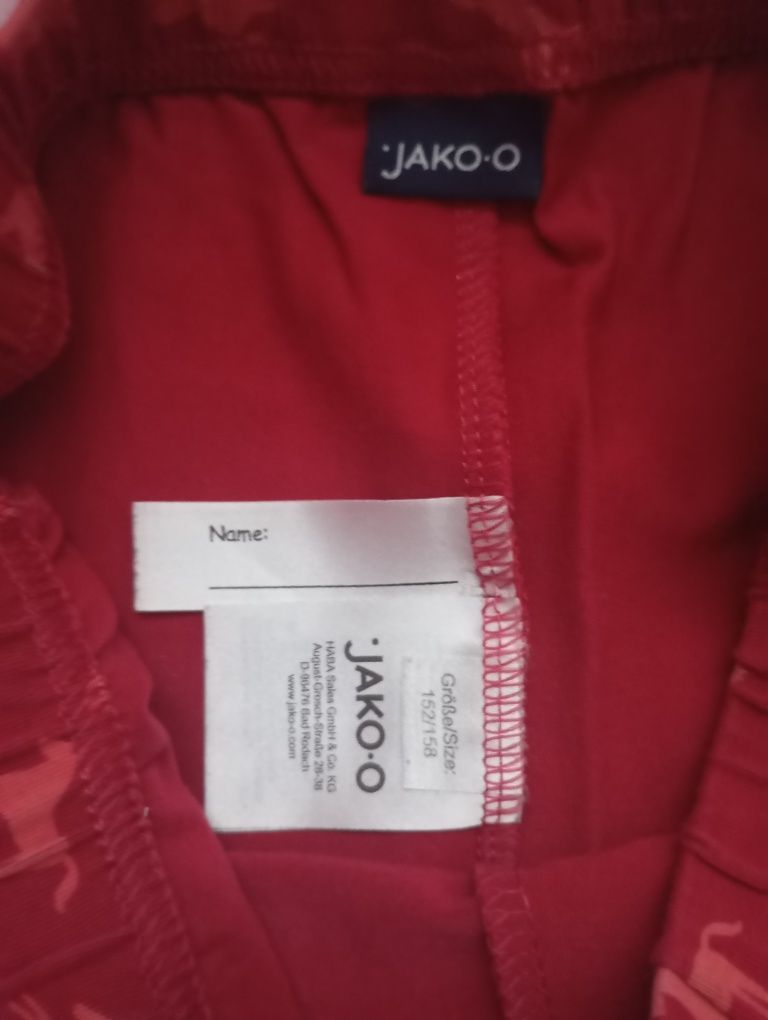 JAKO·O
Name:
Größe/Size:
152/158
JAKO·O
HABA Sales GmbH & Co. KG
August-Grosch-Straße 28-38
D-96476 Bad Rodach
www.jako-o.com